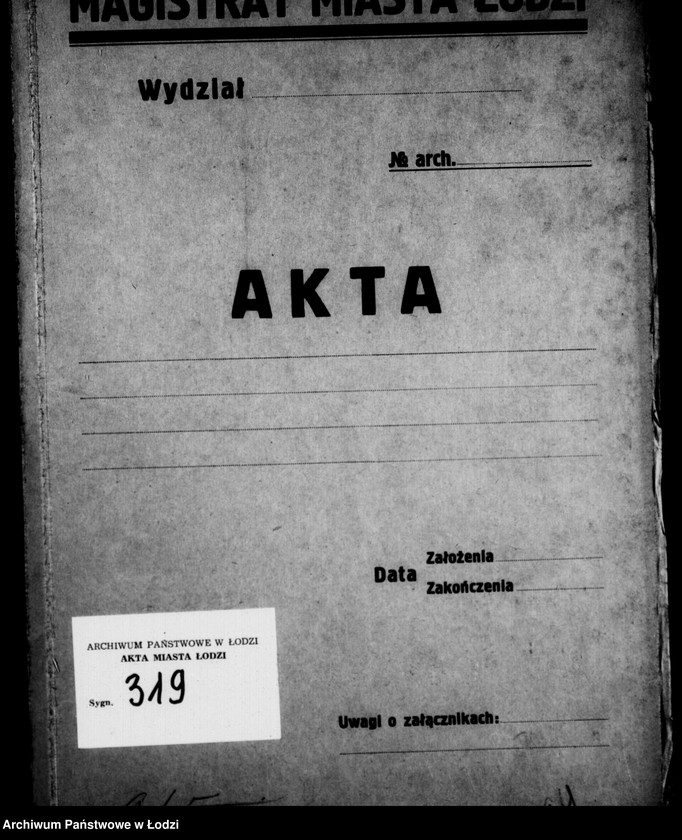 MAGISTRAT MIASTA ŁODZI
Wydział
№ arch.
AKTA
Data
Założenia
Zakończenia
ARCHIWUM PAŃSTWOWE W ŁODZI
AKTA MIASTA ŁODZI
Sygn. 319
Uwagi o załącznikach:
Archiwum Państwowe w Łodzi